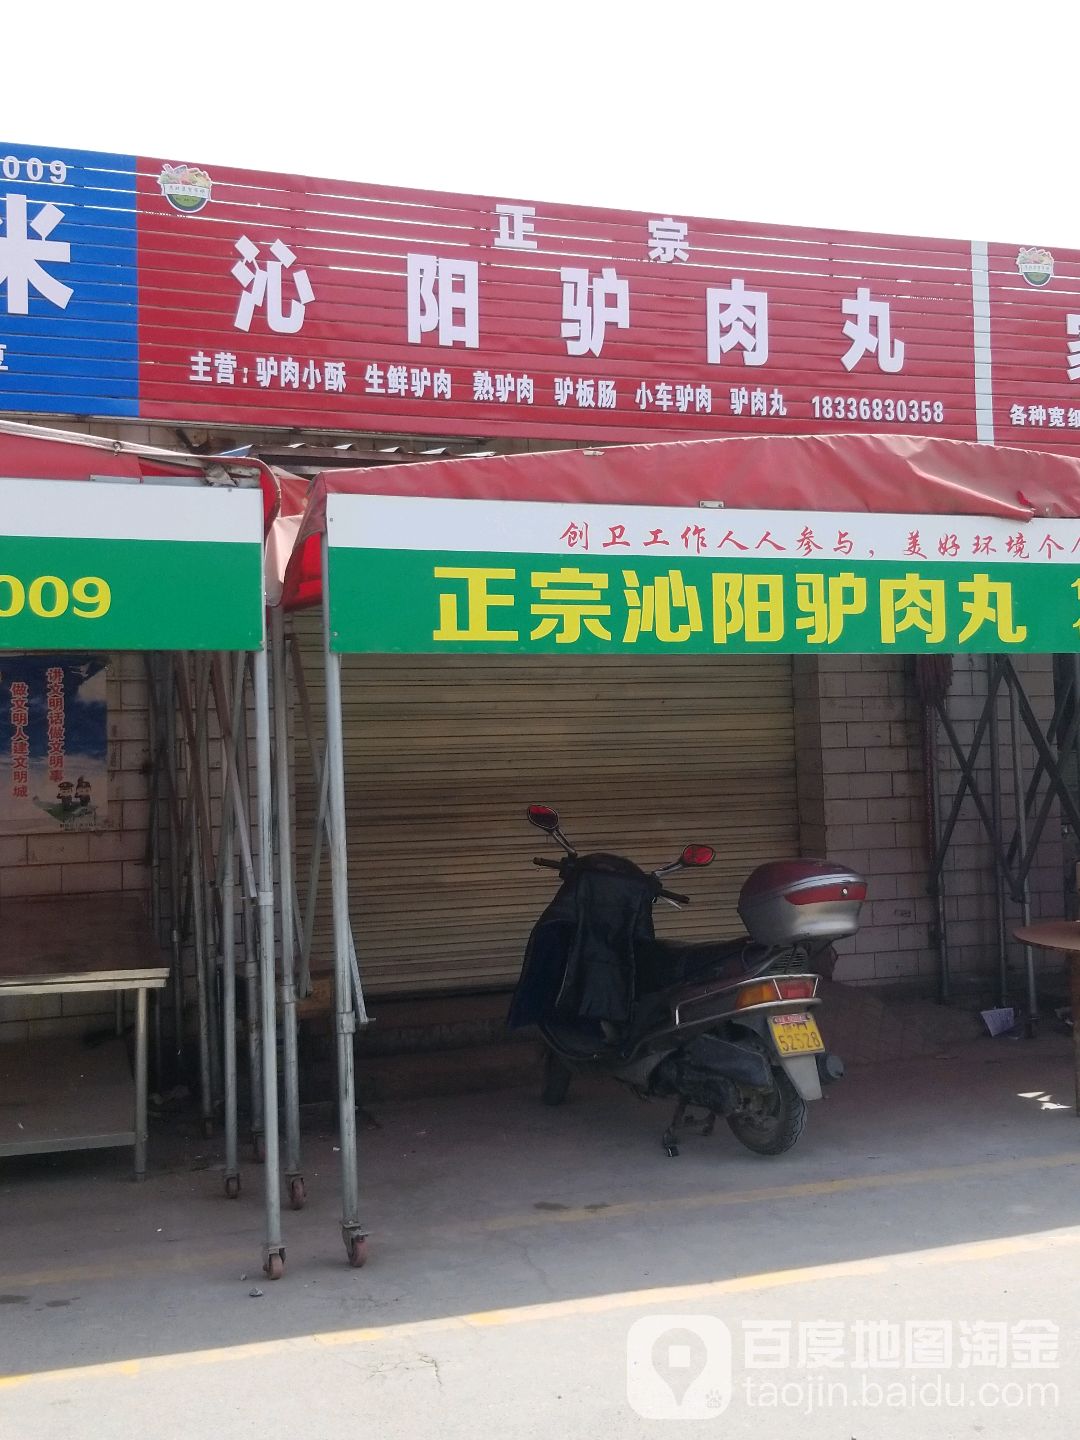 009
米
正宗
沁阳驴肉丸
主营：驴肉小酥 生鲜驴肉 熟驴肉 驴板肠 小车驴肉 驴肉丸 18336830358
各种宽细
创卫工作人人参与，美好环境个
正宗沁阳驴肉丸
009
讲文明话做文明事
做文明人建文明城
52528
百度地图淘金
taojin.baidu.com